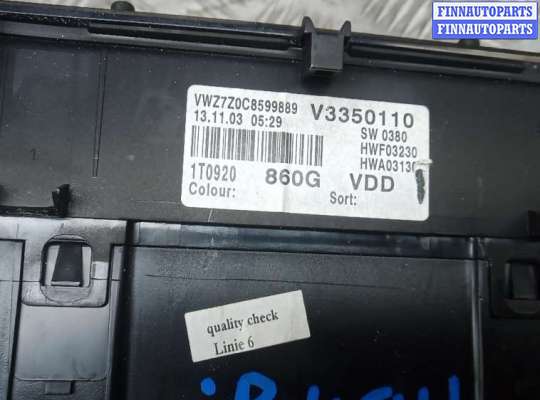 FINNAUTOPARTS
FINNAUTOPARTS
VWZ7Z0C8599889 V3350110
13.11.03 05:29 SW 0380
HWF03230
1T0920 860G VDD
Colour: Sort:
quality check
Linie 6